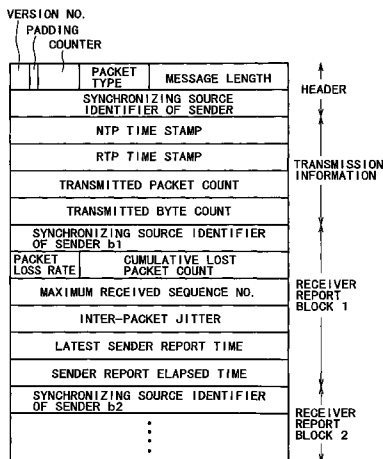 VERSION NO.
PADDING
COUNTER
PACKET
TYPE
MESSAGE LENGTH
HEADER
SYNCHRONIZING SOURCE
IDENTIFIER OF SENDER
NTP TIME STAMP
RTP TIME STAMP
TRANSMISSION
INFORMATION
TRANSMITTED PACKET COUNT
TRANSMITTED BYTE COUNT
SYNCHRONIZING SOURCE IDENTIFIER
OF SENDER b1
PACKET
LOSS RATE
CUMULATIVE LOST
PACKET COUNT
MAXIMUM RECEIVED SEQUENCE NO.
RECEIVER
REPORT
BLOCK 1
INTER-PACKET JITTER
LATEST SENDER REPORT TIME
SENDER REPORT ELAPSED TIME
SYNCHRONIZING SOURCE IDENTIFIER
OF SENDER b2
RECEIVER
REPORT
BLOCK 2